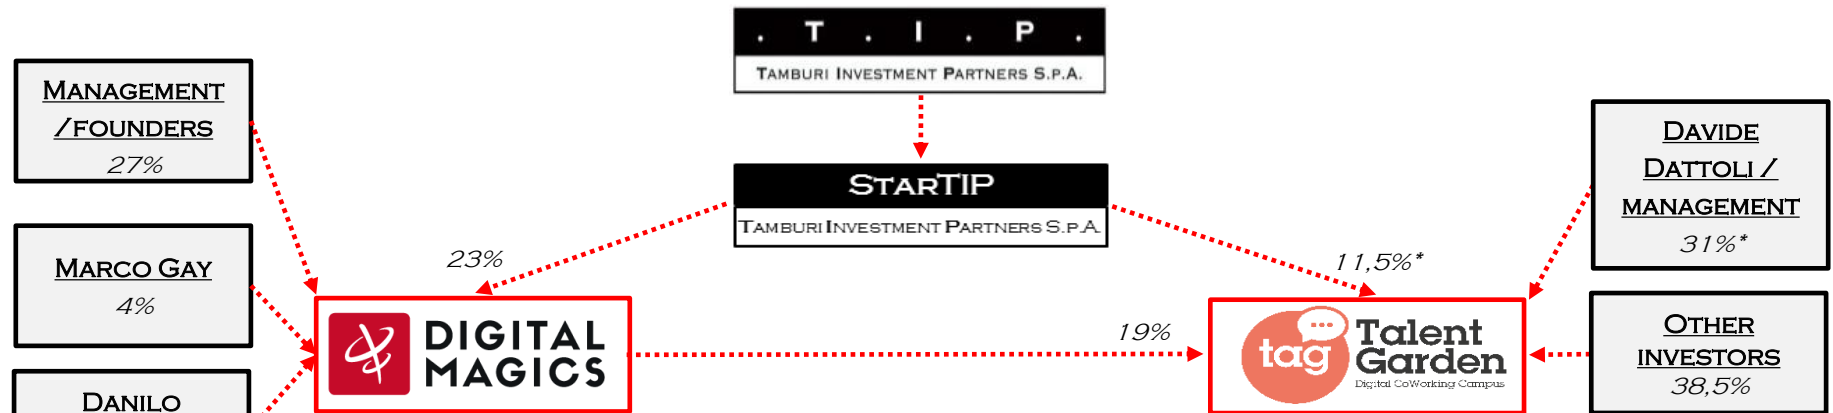 . T . I . P .
TAMBURI INVESTMENT PARTNERS S.P.A.
MANAGEMENT
/FOUNDERS
27%
STARTIP
TAMBURI INVESTMENT PARTNERS S.P.A.
DAVIDE
DATTOLI /
MANAGEMENT
31%*
MARCO GAY
4%
23%
11,5%*
DIGITAL
MAGICS
19%
tag
Talent
Garden
Digital CoWorking Campus
OTHER
INVESTORS
38,5%
DANILO